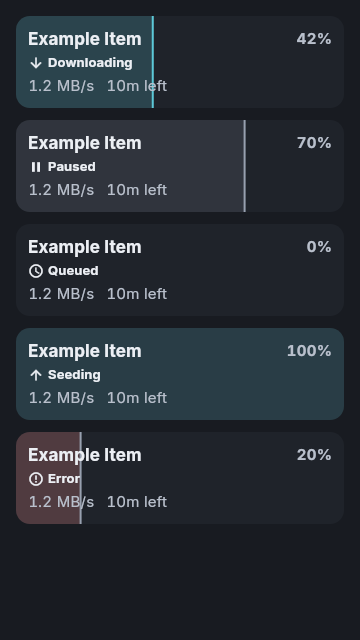 Example Item 42%
Downloading
1.2 MB/s 10m left
Example Item 70%
Paused
1.2 MB/s 10m left
Example Item 0%
Queued
1.2 MB/s 10m left
Example Item 100%
Seeding
1.2 MB/s 10m left
Example Item 20%
Error
1.2 MB/s 10m left